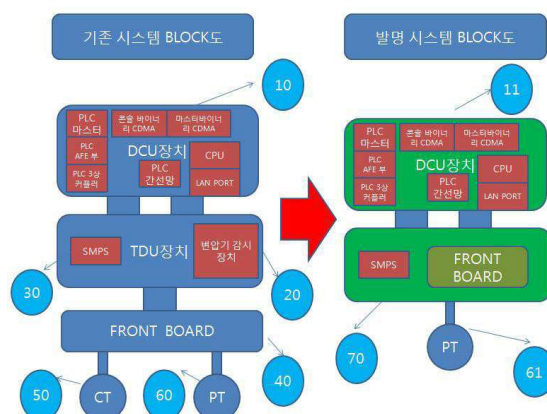 기존 시스템 BLOCK도
10
PLC
마스터
콘솔 바이너
리 CDMA
마스터바이너
리 CDMA
PLC
AFE 부
DCU장치
CPU
PLC 3상
커플러
PLC
간선망
LAN PORT
SMPS
TDU장치
변압기 감시
장치
30
20
FRONT BOARD
40
50
CT
60
PT
발명 시스템 BLOCK도
11
PLC
마스터
콘솔 바이너
리 CDMA
마스터바이너
리 CDMA
PLC
AFE 부
DCU장치
CPU
PLC 3상
커플러
PLC
간선망
LAN PORT
SMPS
FRONT
BOARD
70
PT
61